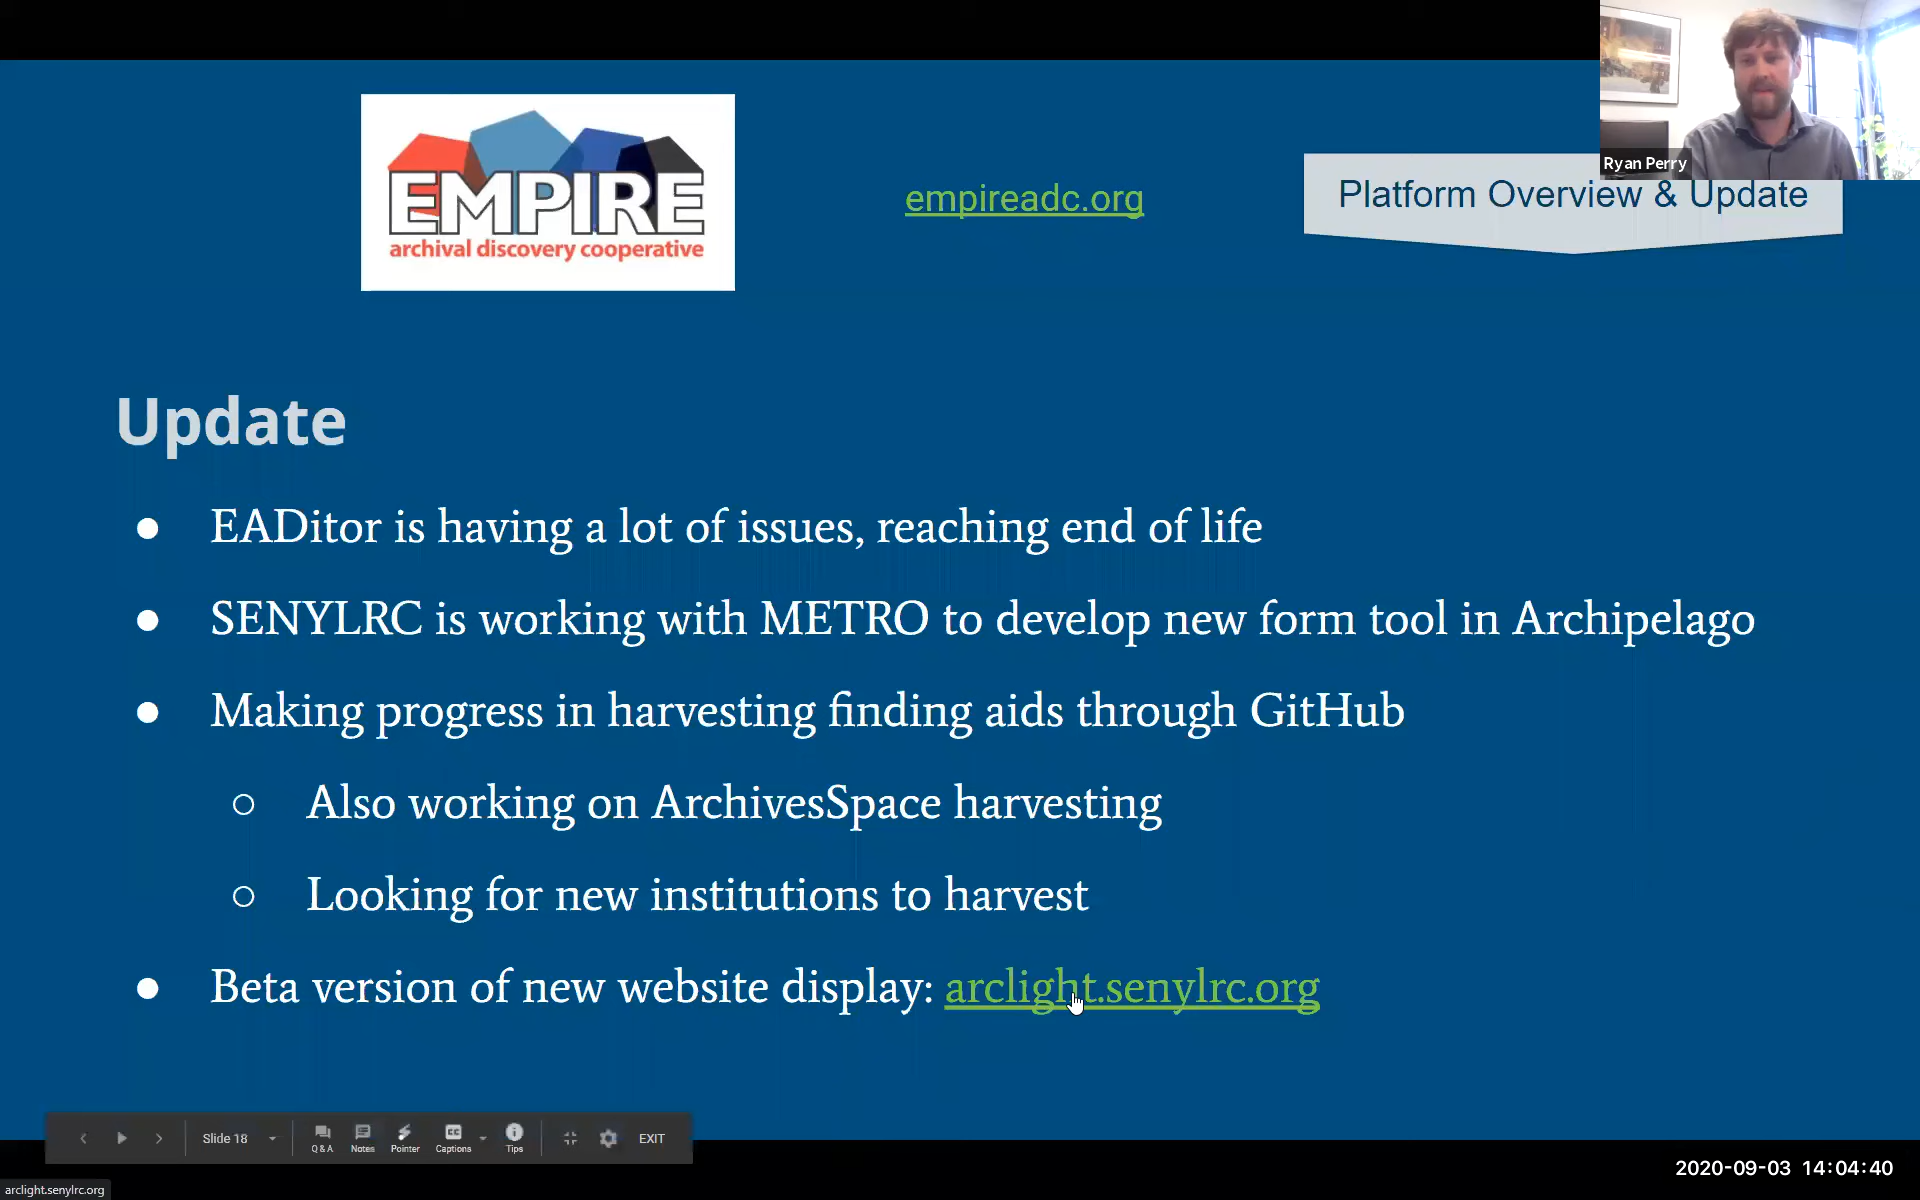 Ryan Perry
EMPIRE
archival discovery cooperative
empireadc.org
Platform Overview & Update
Update
● EADitor is having a lot of issues, reaching end of life
● SENYLRC is working with METRO to develop new form tool in Archipelago
● Making progress in harvesting finding aids through GitHub
○ Also working on ArchivesSpace harvesting
○ Looking for new institutions to harvest
● Beta version of new website display: arclight.senylrc.org
Slide 18
Q & A
Notes
Pointer
CC
Captions
Tips
EXIT
2020-09-03 14:04:40
arclight.senylrc.org